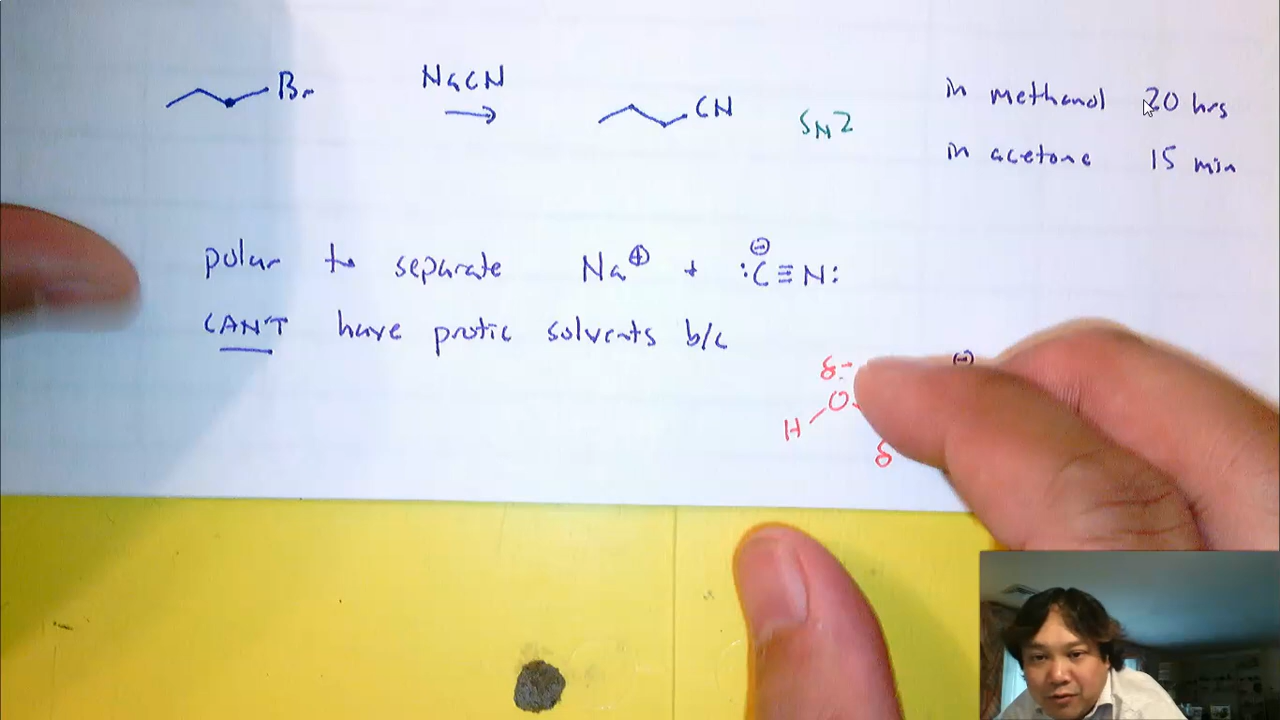 Br NaCN → CN SN2 in methanol 20 hrs
in acetone 15 min
polar to separate Na⊕ + :C≡N: ⊖
CAN'T have protic solvents b/c
δ- ⊖
H O
δ